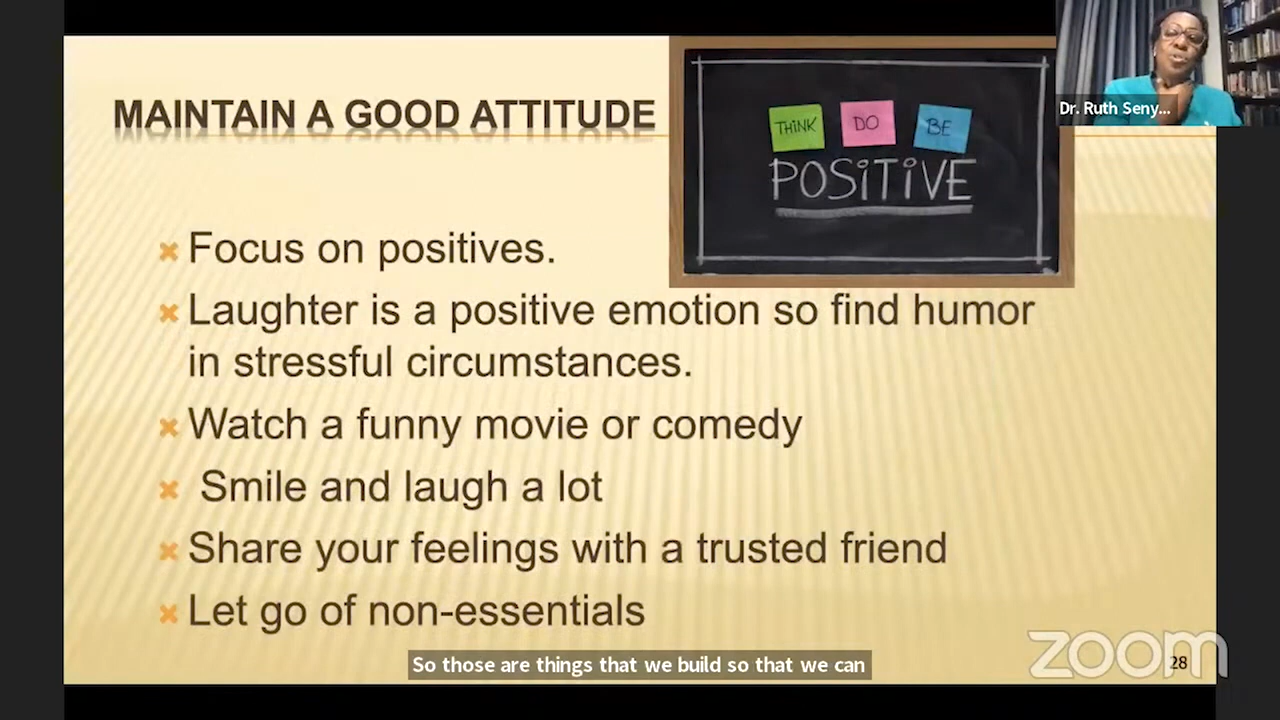 MAINTAIN A GOOD ATTITUDE
THINK DO BE
POSITIVE
Dr. Ruth Seny...
Focus on positives.
Laughter is a positive emotion so find humor
in stressful circumstances.
Watch a funny movie or comedy
Smile and laugh a lot
Share your feelings with a trusted friend
Let go of non-essentials
So those are things that we build so that we can
zoom
28